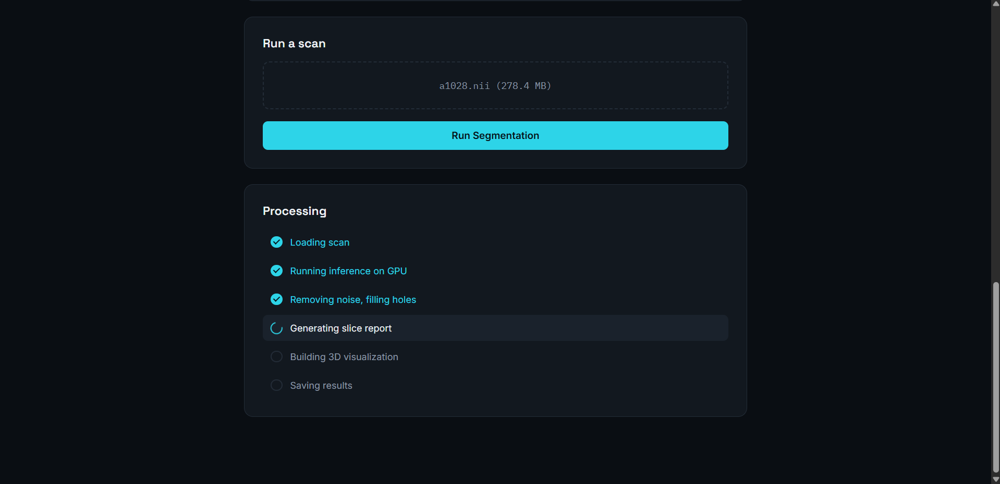 Run a scan
a1028.nii (278.4 MB)
Run Segmentation
Processing
Loading scan
Running inference on GPU
Removing noise, filling holes
Generating slice report
Building 3D visualization
Saving results